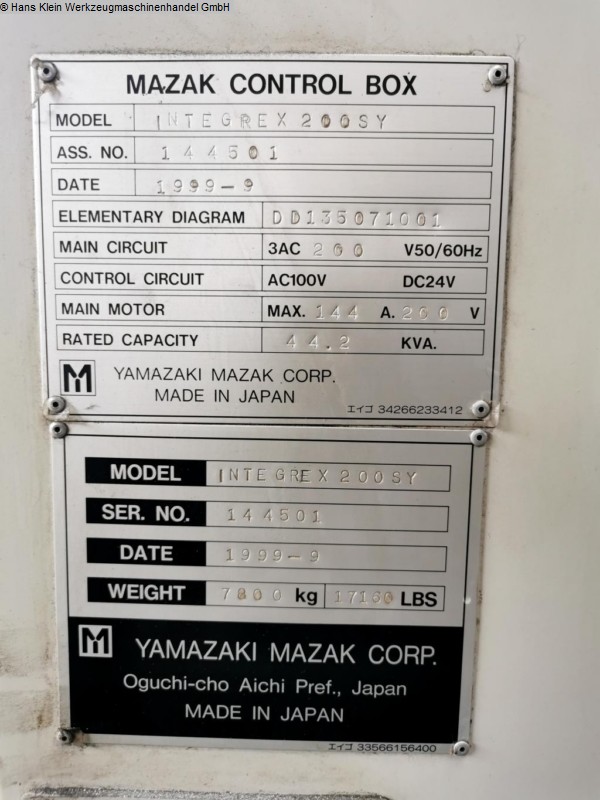 © Hans Klein Werkzeugmaschinenhandel GmbH
MAZAK CONTROL BOX
MODEL INTEGREX 200SY
ASS. NO. 144501
DATE 1999-9
ELEMENTARY DIAGRAM DD135071001
MAIN CIRCUIT 3AC 200 V50/60Hz
CONTROL CIRCUIT AC100V DC24V
MAIN MOTOR MAX. 144 A. 200 V
RATED CAPACITY 44.2 KVA.
YAMAZAKI MAZAK CORP.
MADE IN JAPAN
エイコ 34266233412
MODEL INTEGREX 200SY
SER. NO. 144501
DATE 1999-9
WEIGHT 7800 kg 17160 LBS
YAMAZAKI MAZAK CORP.
Oguchi-cho Aichi Pref., Japan
MADE IN JAPAN
エイコ 33566156400